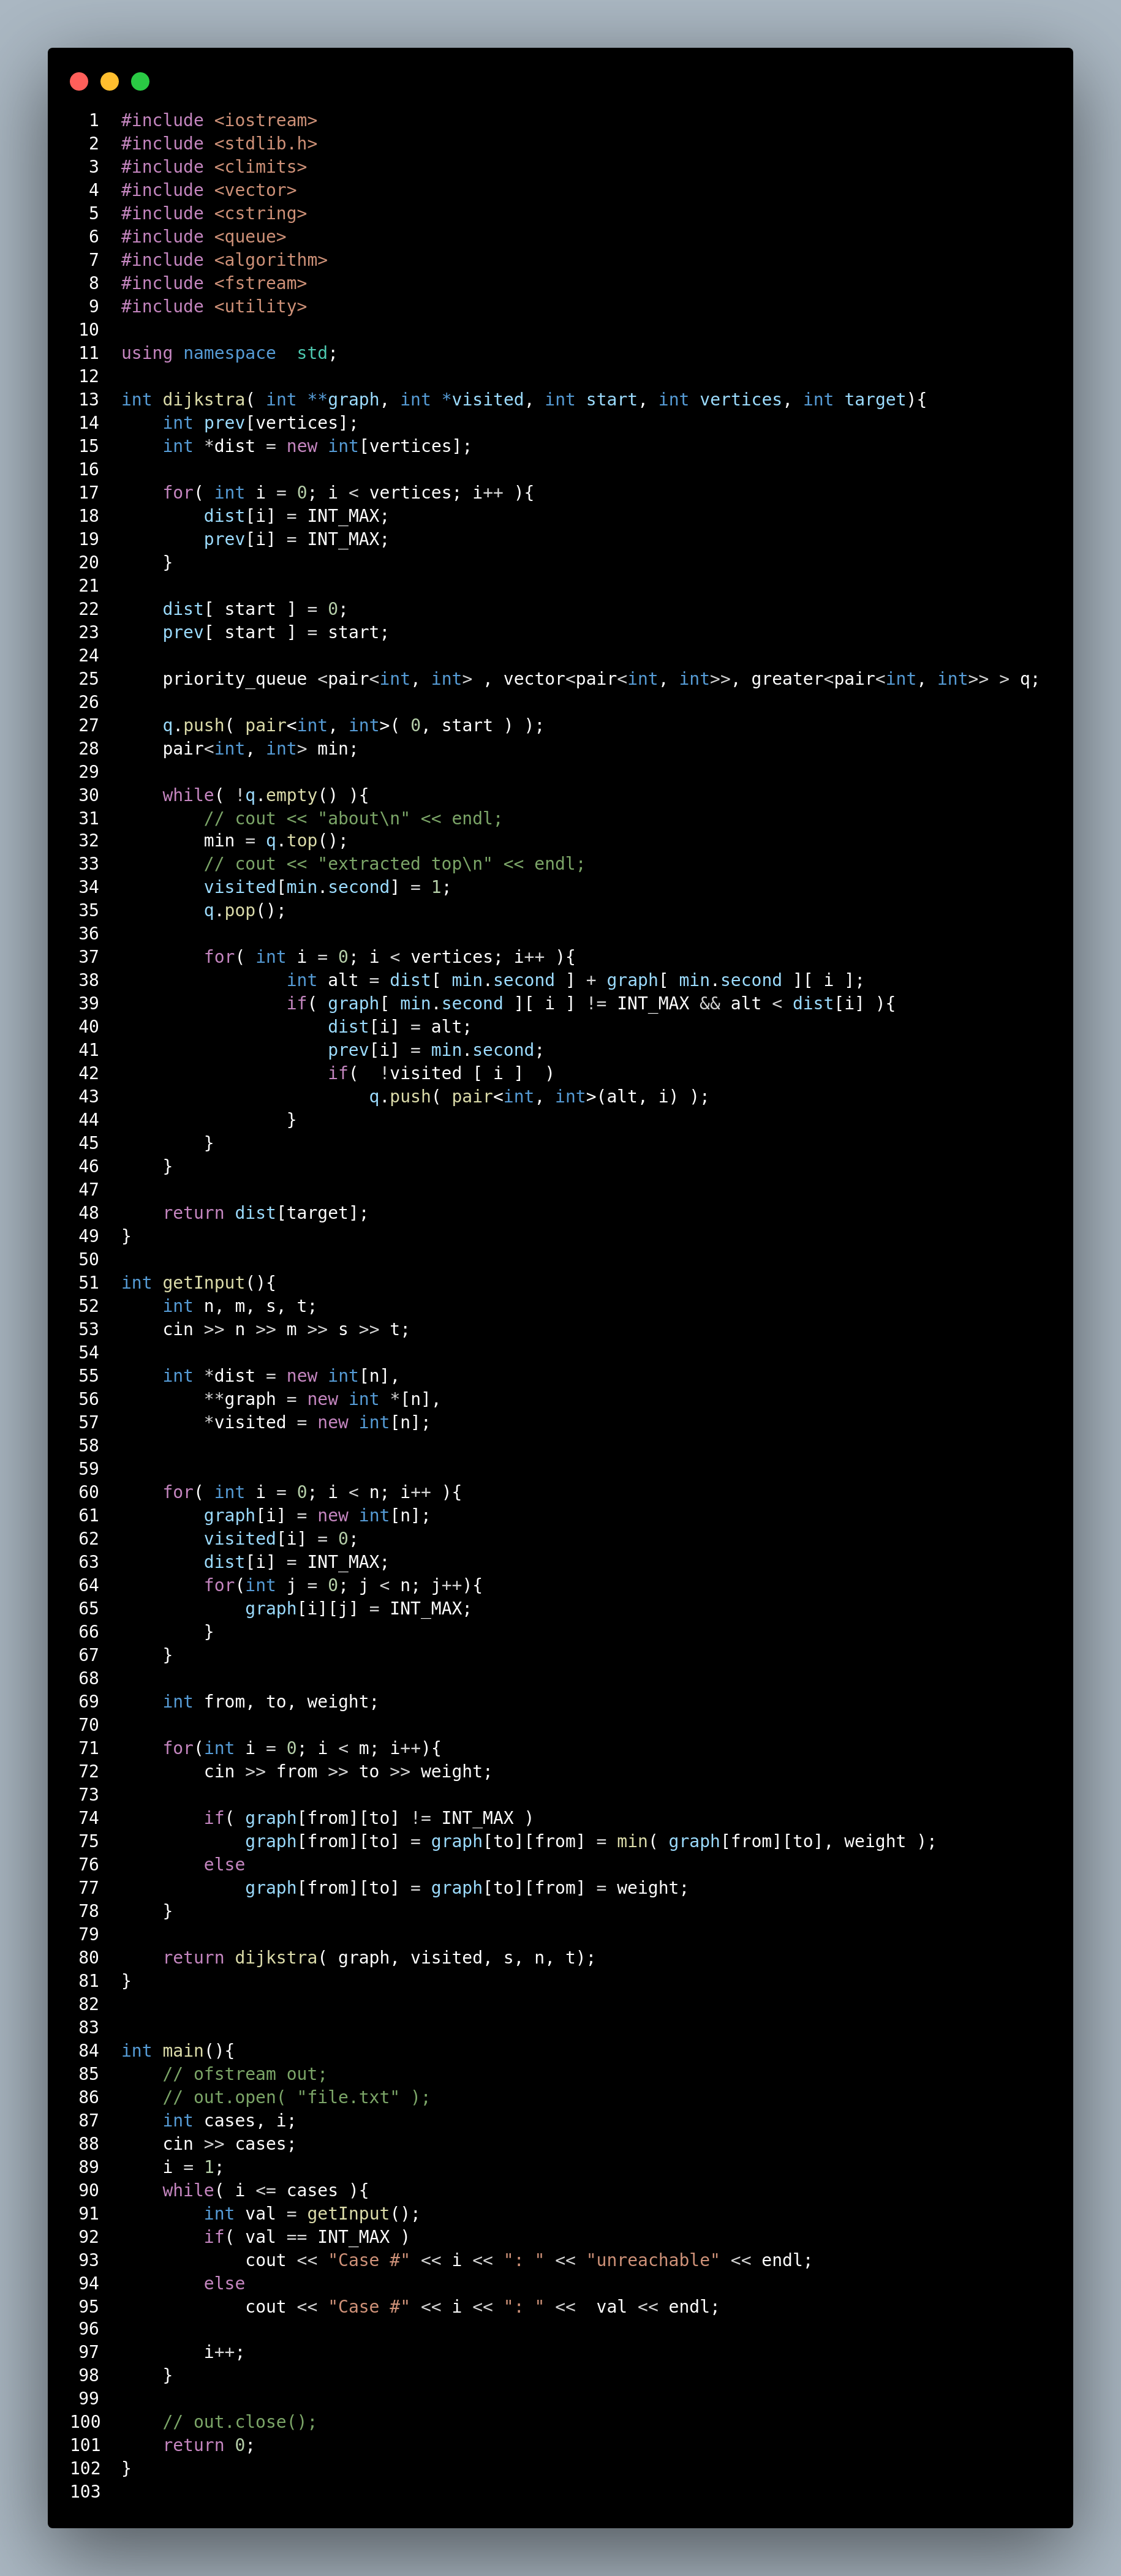 1 #include <iostream>
2 #include <stdlib.h>
3 #include <climits>
4 #include <vector>
5 #include <cstring>
6 #include <queue>
7 #include <algorithm>
8 #include <fstream>
9 #include <utility>
10
11 using namespace  std;
12
13 int dijkstra( int **graph, int *visited, int start, int vertices, int target){
14     int prev[vertices];
15     int *dist = new int[vertices];
16
17     for( int i = 0; i < vertices; i++ ){
18         dist[i] = INT_MAX;
19         prev[i] = INT_MAX;
20     }
21
22     dist[ start ] = 0;
23     prev[ start ] = start;
24
25     priority_queue <pair<int, int> , vector<pair<int, int>>, greater<pair<int, int>> > q;
26
27     q.push( pair<int, int>( 0, start ) );
28     pair<int, int> min;
29
30     while( !q.empty() ){
31         // cout << "about\n" << endl;
32         min = q.top();
33         // cout << "extracted top\n" << endl;
34         visited[min.second] = 1;
35         q.pop();
36
37         for( int i = 0; i < vertices; i++ ){
38                 int alt = dist[ min.second ] + graph[ min.second ][ i ];
39                 if( graph[ min.second ][ i ] != INT_MAX && alt < dist[i] ){
40                     dist[i] = alt;
41                     prev[i] = min.second;
42                     if(  !visited [ i ]  )
43                         q.push( pair<int, int>(alt, i) );
44                 }
45         }
46     }
47
48     return dist[target];
49 }
50
51 int getInput(){
52     int n, m, s, t;
53     cin >> n >> m >> s >> t;
54
55     int *dist = new int[n],
56         **graph = new int *[n],
57         *visited = new int[n];
58
59
60     for( int i = 0; i < n; i++ ){
61         graph[i] = new int[n];
62         visited[i] = 0;
63         dist[i] = INT_MAX;
64         for(int j = 0; j < n; j++){
65             graph[i][j] = INT_MAX;
66         }
67     }
68
69     int from, to, weight;
70
71     for(int i = 0; i < m; i++){
72         cin >> from >> to >> weight;
73
74         if( graph[from][to] != INT_MAX )
75             graph[from][to] = graph[to][from] = min( graph[from][to], weight );
76         else
77             graph[from][to] = graph[to][from] = weight;
78     }
79
80     return dijkstra( graph, visited, s, n, t);
81 }
82
83
84 int main(){
85     // ofstream out;
86     // out.open( "file.txt" );
87     int cases, i;
88     cin >> cases;
89     i = 1;
90     while( i <= cases ){
91         int val = getInput();
92         if( val == INT_MAX )
93             cout << "Case #" << i << ": " << "unreachable" << endl;
94         else
95             cout << "Case #" << i << ": " <<  val << endl;
96
97         i++;
98     }
99
100     // out.close();
101     return 0;
102 }
103